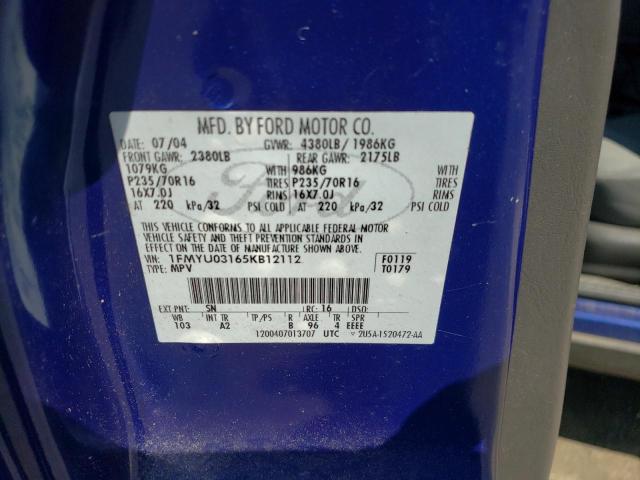 MFD. BY FORD MOTOR CO.
DATE: 07/04 GVWR: 4380LB/ 1986KG
FRONT GAWR: 2380LB REAR GAWR: 2175LB
1079KG WITH 986KG WITH
P235/70R16 TIRES P235/70R16 TIRES
16X7.0J RIMS 16X7.0J RIMS
AT 220 kPa/32 PSI COLD AT 220 kPa/32 PSI COLD
THIS VEHICLE CONFORMS TO ALL APPLICABLE FEDERAL MOTOR
VEHICLE SAFETY AND THEFT PREVENTION STANDARDS IN
EFFECT ON THE DATE OF MANUFACTURE SHOWN ABOVE.
VIN: 1FMYU03165KB12112 F0119
TYPE: MPV T0179
EXT PNT: SN RC: 16 DSO:
WB INT TR TP/PS R AXLE TR SPR
103 A2 B 96 4 EEEE
1200407013707 UTC 2U5A-1520472-AA
Ford